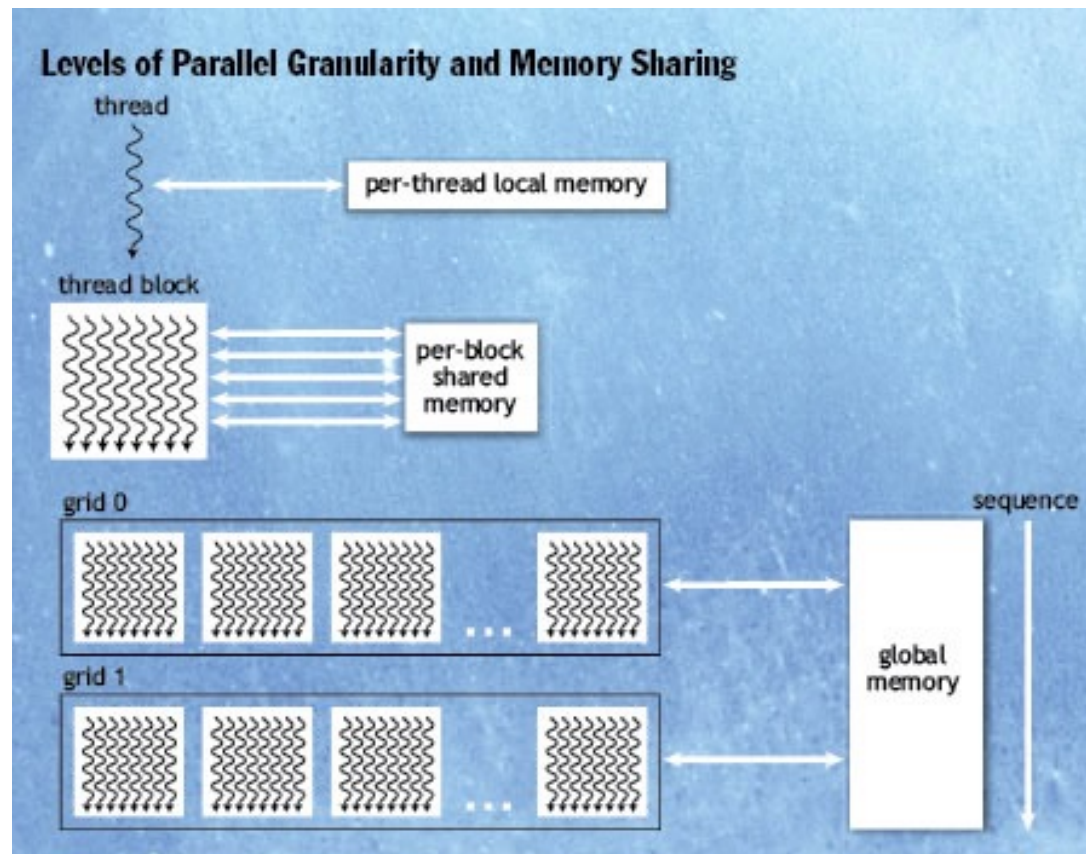 Levels of Parallel Granularity and Memory Sharing
thread
per-thread local memory
thread block
per-block
shared
memory
grid 0
sequence
...
global
memory
grid 1
...